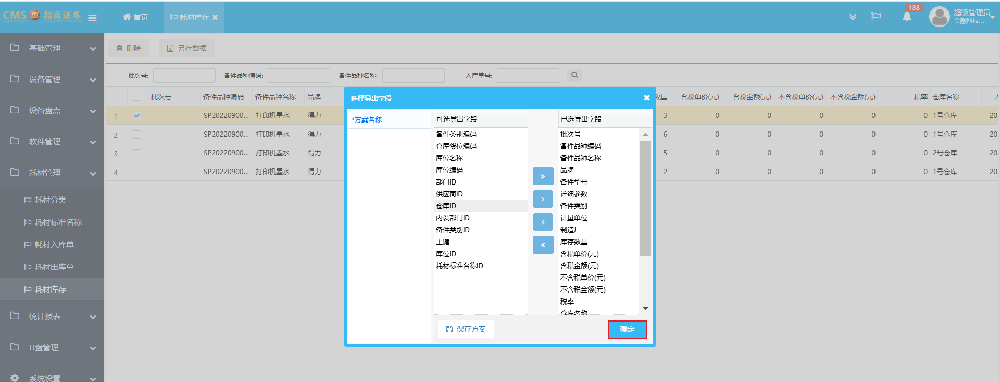 CMS 招商证券
首页
耗材库存
133
超级管理员
金融科技...
基础管理
设备管理
设备盘点
软件管理
耗材管理
耗材分类
耗材标准名称
耗材入库单
耗材出库单
耗材库存
统计报表
U盘管理
系统设置
删除
另存数据
批次号:
备件品种编码:
备件品种名称:
入库单号:
批次号 备件品种编码 备件品种名称 品牌 数量 含税单价(元) 含税金额(元) 不含税单价(元) 不含税金额(元) 税率 仓库名称
1 SP20220900... 打印机墨水 得力 3 0 0 0 0 0 1号仓库 202
2 SP20220900... 打印机墨水 得力 6 0 0 0 0 0 1号仓库 202
3 SP20220900... 打印机墨水 得力 5 0 0 0 0 0 2号仓库 202
4 SP20220900... 打印机墨水 得力 2 0 0 0 0 0 1号仓库 202
选择导出字段
*方案名称
可选导出字段
备件类别编码
仓库货位编码
库位名称
库位编码
部门ID
供应商ID
仓库ID
内设部门ID
备件类别ID
主键
库位ID
耗材标准名称ID
已选导出字段
批次号
备件品种编码
备件品种名称
品牌
备件型号
详细参数
备件类别
计量单位
制造厂
库存数量
含税单价(元)
含税金额(元)
不含税单价(元)
不含税金额(元)
税率
仓库名称
保存方案
确定